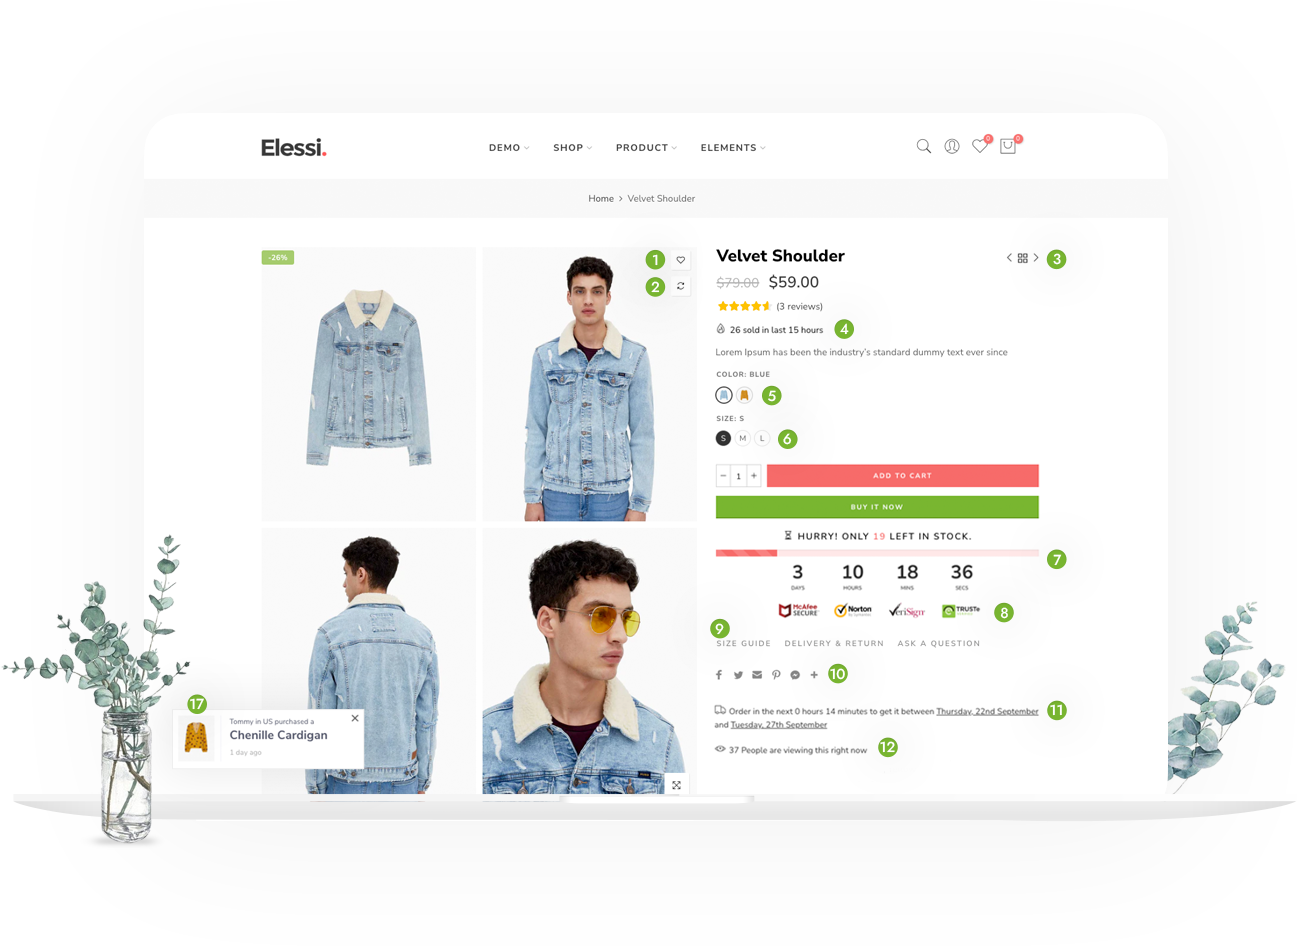 Elessi.
DEMO SHOP PRODUCT ELEMENTS
0 0
Home > Velvet Shoulder
-26%
1
2
Velvet Shoulder
3
$79.00 $59.00
(3 reviews)
26 sold in last 15 hours
4
Lorem Ipsum has been the industry's standard dummy text ever since
COLOR: BLUE
5
SIZE: S
S M L
6
− 1 + ADD TO CART
BUY IT NOW
HURRY! ONLY 19 LEFT IN STOCK.
7
3 10 18 36
DAYS HOURS MINS SECS
McAfee SECURE
Norton
VeriSign
TRUSTe
8
9
SIZE GUIDE DELIVERY & RETURN ASK A QUESTION
10
Order in the next 0 hours 14 minutes to get it between Thursday, 22nd September
and Tuesday, 27th September
11
37 People are viewing this right now
12
17
Tommy in US purchased a
Chenille Cardigan
1 day ago